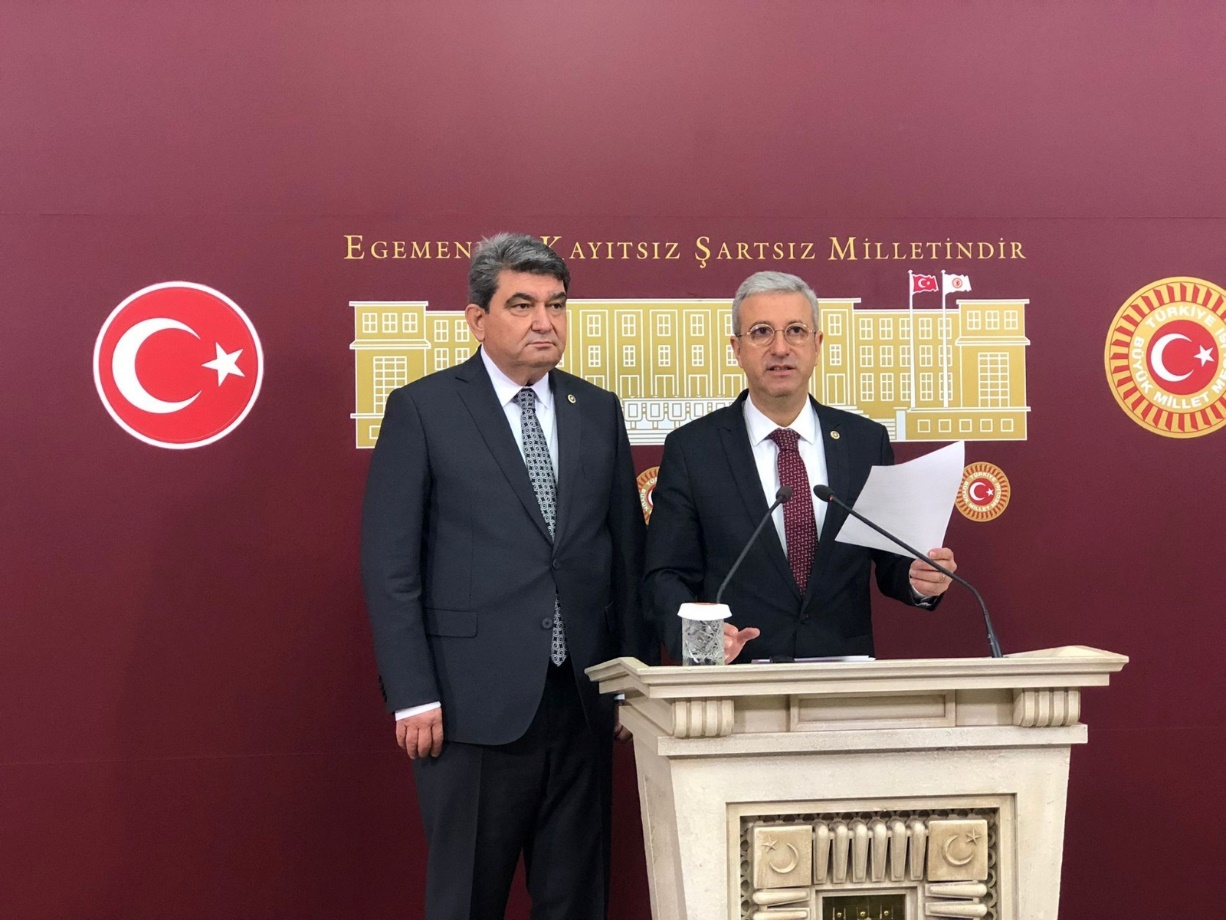 EGEMEN KAYITSIZ ŞARTSIZ MİLLETİNDİR
TÜRKİYE
BÜYÜK MİLLET